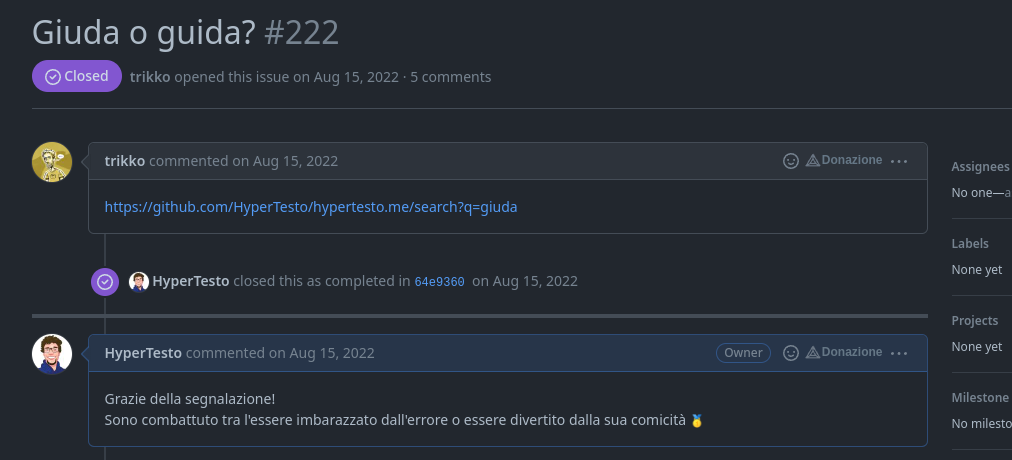 Giuda o guida? #222
Closed trikko opened this issue on Aug 15, 2022 · 5 comments
trikko commented on Aug 15, 2022
Donazione
https://github.com/HyperTesto/hypertesto.me/search?q=giuda
HyperTesto closed this as completed in 64e9360 on Aug 15, 2022
HyperTesto commented on Aug 15, 2022
Owner
Donazione
Grazie della segnalazione!
Sono combattuto tra l'essere imbarazzato dall'errore o essere divertito dalla sua comicità 🏅
Assignees
No one—a
Labels
None yet
Projects
None yet
Milestone
No milesto